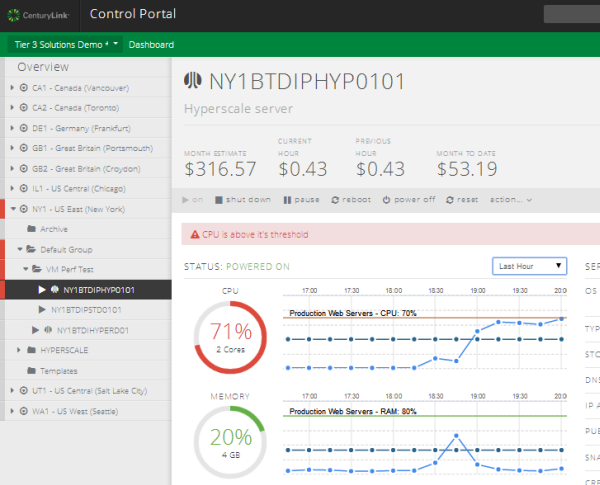 CenturyLink Control Portal
Tier 3 Solutions Demo Dashboard
Overview
CA1 - Canada (Vancouver)
CA2 - Canada (Toronto)
DE1 - Germany (Frankfurt)
GB1 - Great Britain (Portsmouth)
GB2 - Great Britain (Croydon)
IL1 - US Central (Chicago)
NY1 - US East (New York)
Archive
Default Group
VM Perf Test
NY1BTDIPHYP0101
NY1BTDIPSTD0101
NY1BTDIHYPERD01
HYPERSCALE
Templates
UT1 - US Central (Salt Lake City)
WA1 - US West (Seattle)
NY1BTDIPHYP0101
Hyperscale server
MONTH ESTIMATE
$316.57
CURRENT HOUR
$0.43
PREVIOUS HOUR
$0.43
MONTH TO DATE
$53.19
on shut down pause reboot power off reset action...
CPU is above it's threshold
STATUS: POWERED ON Last Hour SER
CPU
71%
2 Cores
17:00 17:30 18:00 18:30 19:00 19:30 20:00
Production Web Servers - CPU: 70%
MEMORY
20%
4 GB
17:00 17:30 18:00 18:30 19:00 19:30 20:00
Production Web Servers - RAM: 80%
OS
TYP
STO
DNS
IP A
PUB
SNA
CRE